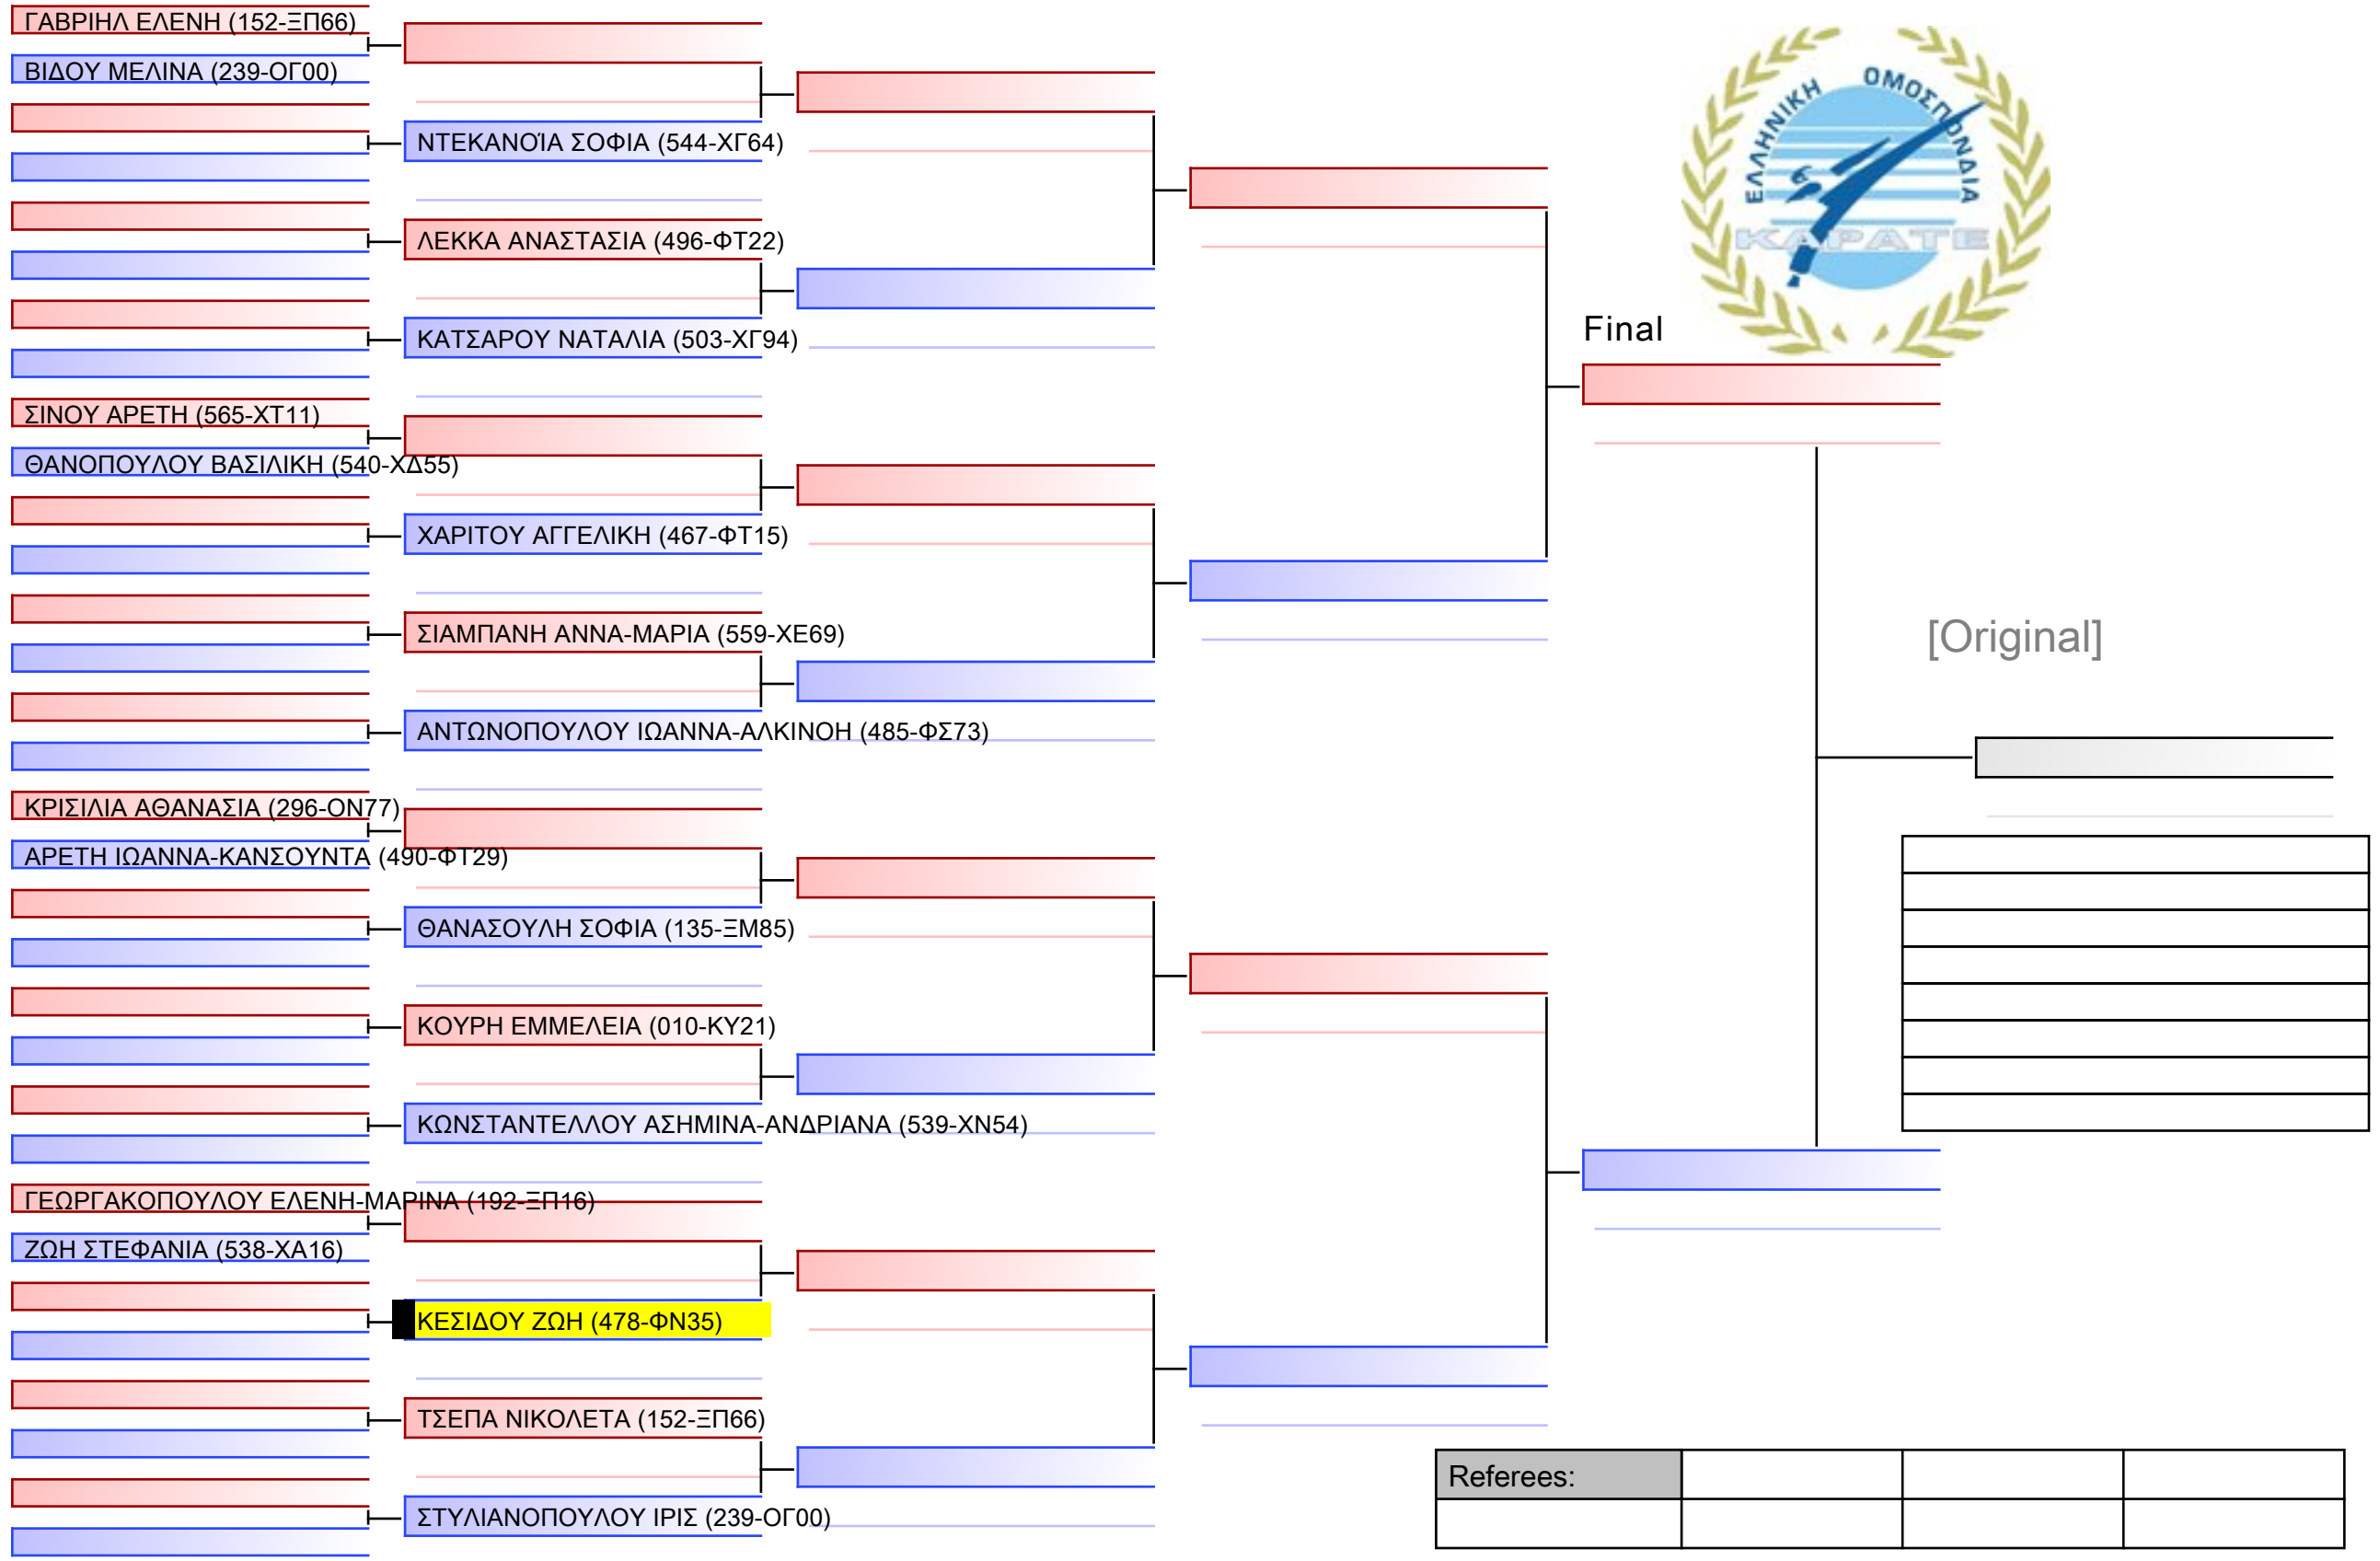 ΓΑΒΡΙΗΛ ΕΛΕΝΗ (152-ΞΠ66)
ΒΙΔΟΥ ΜΕΛΙΝΑ (239-ΟΓ00)
ΝΤΕΚΑΝΟΪΑ ΣΟΦΙΑ (544-ΧΓ64)
ΛΕΚΚΑ ΑΝΑΣΤΑΣΙΑ (496-ΦΤ22)
ΚΑΤΣΑΡΟΥ ΝΑΤΑΛΙΑ (503-ΧΓ94)
ΣΙΝΟΥ ΑΡΕΤΗ (565-ΧΤ11)
ΘΑΝΟΠΟΥΛΟΥ ΒΑΣΙΛΙΚΗ (540-ΧΔ55)
ΧΑΡΙΤΟΥ ΑΓΓΕΛΙΚΗ (467-ΦΤ15)
ΣΙΑΜΠΑΝΗ ΑΝΝΑ-ΜΑΡΙΑ (559-ΧΕ69)
ΑΝΤΩΝΟΠΟΥΛΟΥ ΙΩΑΝΝΑ-ΑΛΚΙΝΟΗ (485-ΦΣ73)
ΚΡΙΣΙΛΙΑ ΑΘΑΝΑΣΙΑ (296-ΟΝ77)
ΑΡΕΤΗ ΙΩΑΝΝΑ-ΚΑΝΣΟΥΝΤΑ (490-ΦΤ29)
ΘΑΝΑΣΟΥΛΗ ΣΟΦΙΑ (135-ΞΜ85)
ΚΟΥΡΗ ΕΜΜΕΛΕΙΑ (010-ΚΥ21)
ΚΩΝΣΤΑΝΤΕΛΛΟΥ ΑΣΗΜΙΝΑ-ΑΝΔΡΙΑΝΑ (539-ΧΝ54)
ΓΕΩΡΓΑΚΟΠΟΥΛΟΥ ΕΛΕΝΗ-ΜΑΡΙΝΑ (192-ΞΠ16)
ΖΩΗ ΣΤΕΦΑΝΙΑ (538-ΧΑ16)
ΚΕΣΙΔΟΥ ΖΩΗ (478-ΦΝ35)
ΤΣΕΠΑ ΝΙΚΟΛΕΤΑ (152-ΞΠ66)
ΣΤΥΛΙΑΝΟΠΟΥΛΟΥ ΙΡΙΣ (239-ΟΓ00)
ΕΛΛΗΝΙΚΗ ΟΜΟΣΠΟΝΔΙΑ
ΚΑΡΑΤΕ
Final
[Original]
Referees: